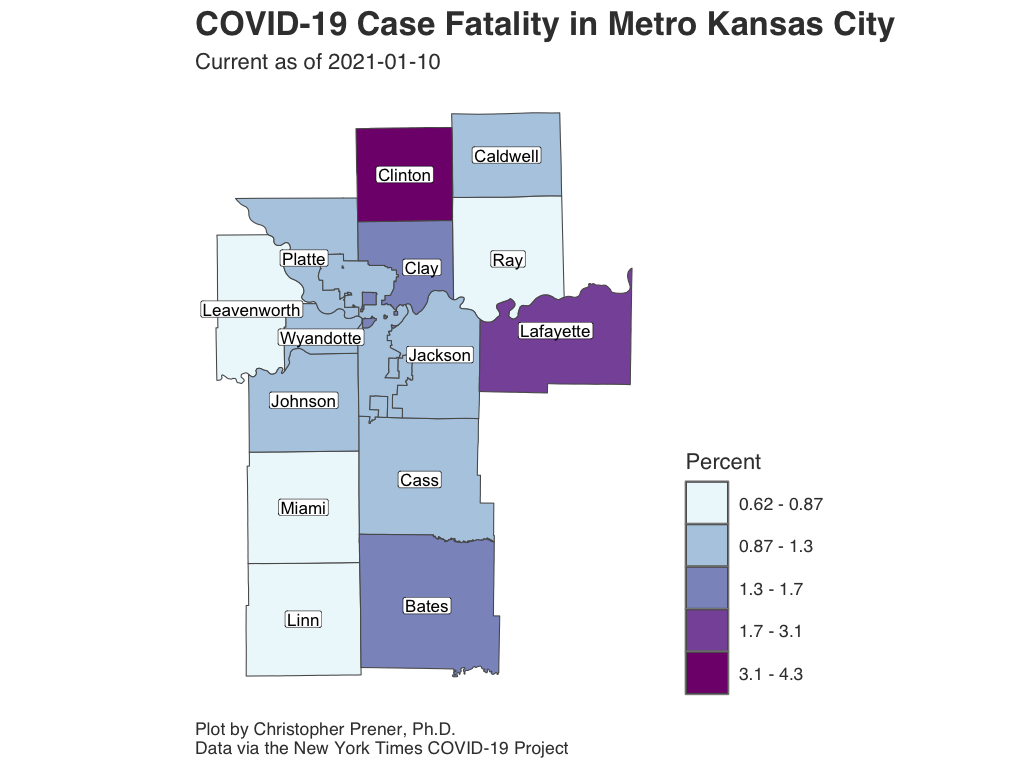 COVID-19 Case Fatality in Metro Kansas City
Current as of 2021-01-10
Caldwell
Clinton
Platte
Clay
Ray
Leavenworth
Lafayette
Wyandotte
Jackson
Johnson
Cass
Miami
Bates
Linn
Percent
0.62 - 0.87
0.87 - 1.3
1.3 - 1.7
1.7 - 3.1
3.1 - 4.3
Plot by Christopher Prener, Ph.D.
Data via the New York Times COVID-19 Project